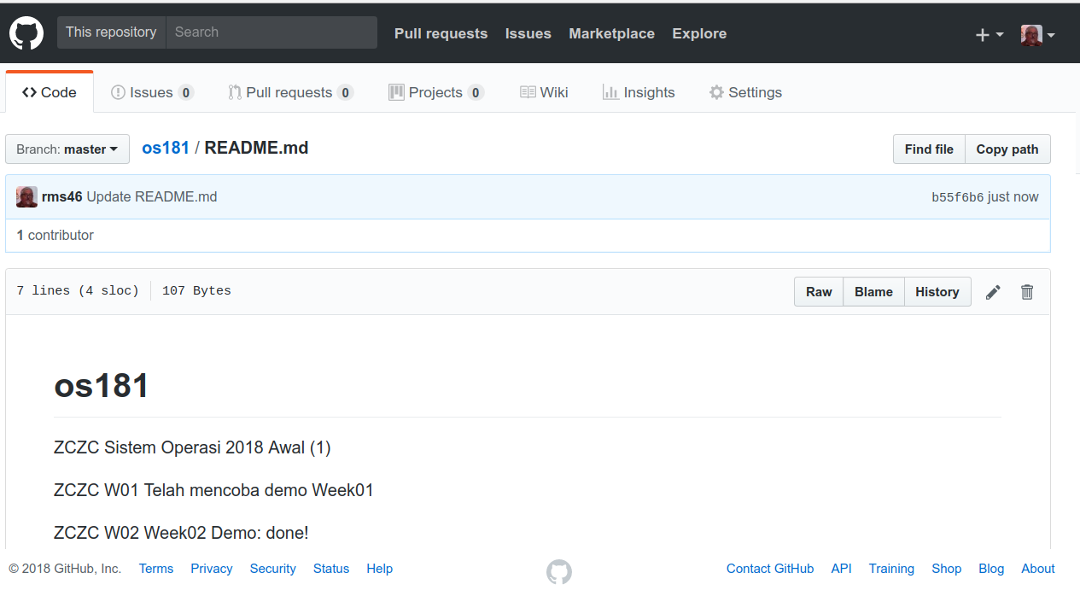 This repository Search Pull requests Issues Marketplace Explore
Code Issues 0 Pull requests 0 Projects 0 Wiki Insights Settings
Branch: master os181 / README.md Find file Copy path
rms46 Update README.md b55f6b6 just now
1 contributor
7 lines (4 sloc) 107 Bytes Raw Blame History
os181
ZCZC Sistem Operasi 2018 Awal (1)
ZCZC W01 Telah mencoba demo Week01
ZCZC W02 Week02 Demo: done!
© 2018 GitHub, Inc. Terms Privacy Security Status Help Contact GitHub API Training Shop Blog About